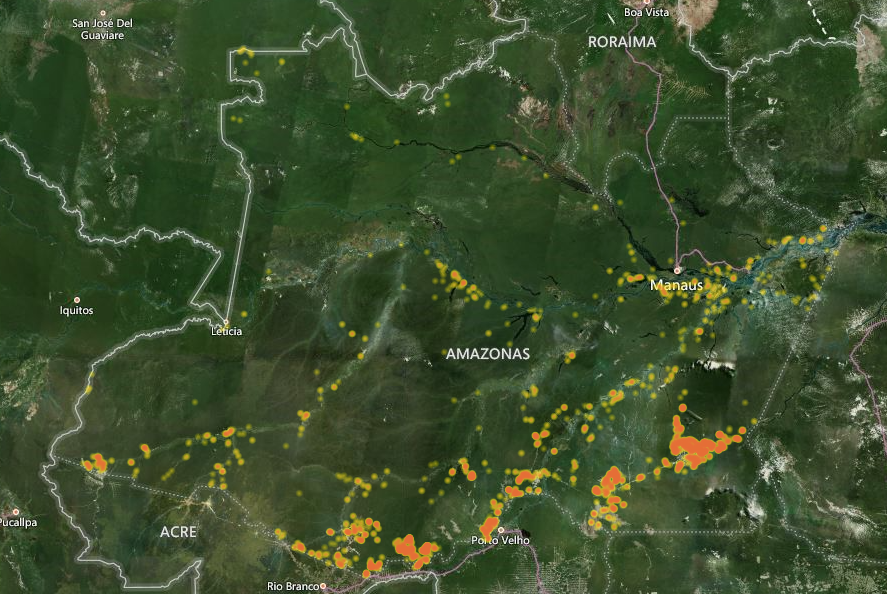 San José Del
Guaviare
Boa Vista
RORAIMA
Iquitos
Manaus
Leticia
AMAZONAS
Pucallpa
ACRE
Porto Velho
Rio Branco